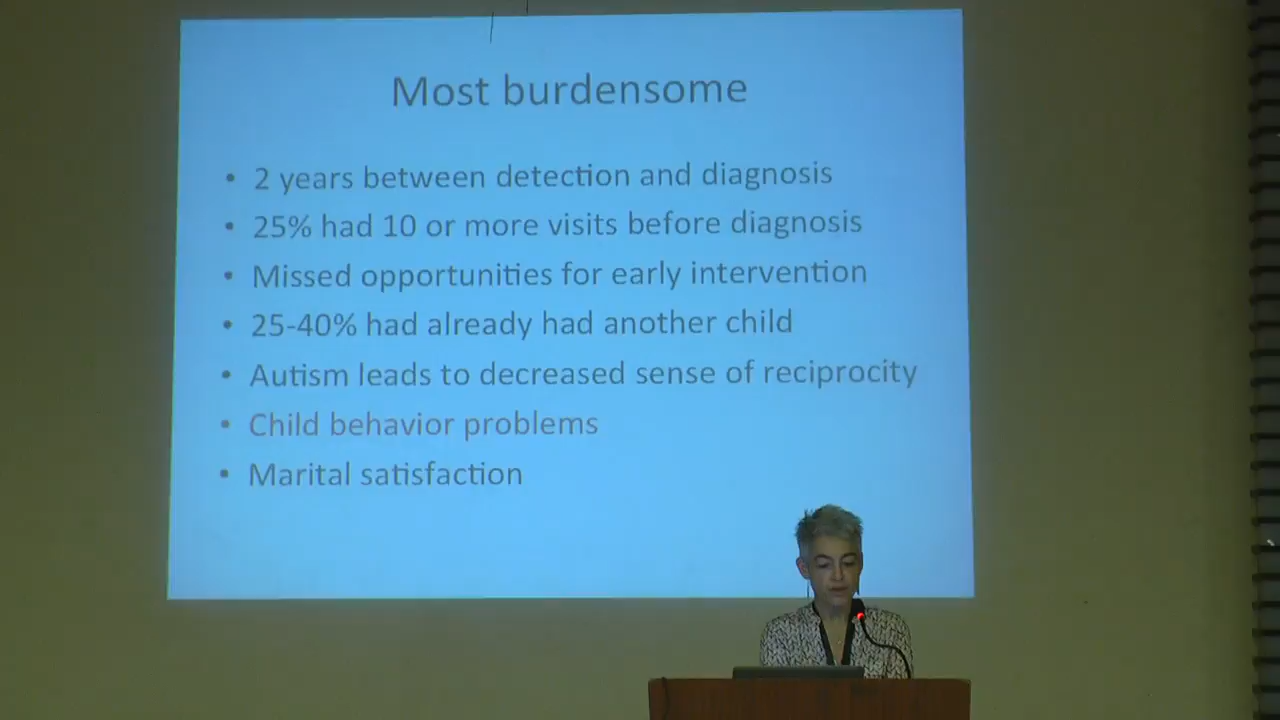 Most burdensome
• 2 years between detection and diagnosis
• 25% had 10 or more visits before diagnosis
• Missed opportunities for early intervention
• 25-40% had already had another child
• Autism leads to decreased sense of reciprocity
• Child behavior problems
• Marital satisfaction